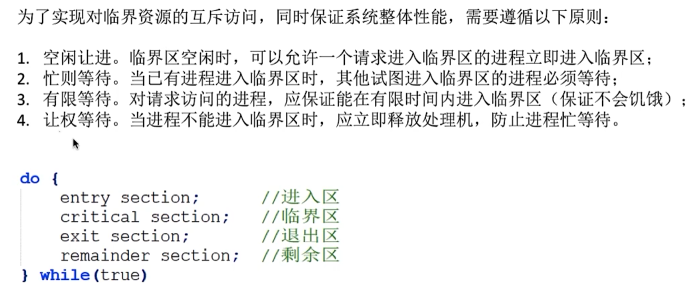 为了实现对临界资源的互斥访问，同时保证系统整体性能，需要遵循以下原则：
1. 空闲让进。临界区空闲时，可以允许一个请求进入临界区的进程立即进入临界区；
2. 忙则等待。当已有进程进入临界区时，其他试图进入临界区的进程必须等待；
3. 有限等待。对请求访问的进程，应保证能在有限时间内进入临界区（保证不会饥饿）；
4. 让权等待。当进程不能进入临界区时，应立即释放处理机，防止进程忙等待。
do {
entry section; //进入区
critical section; //临界区
exit section; //退出区
remainder section; //剩余区
} while(true)